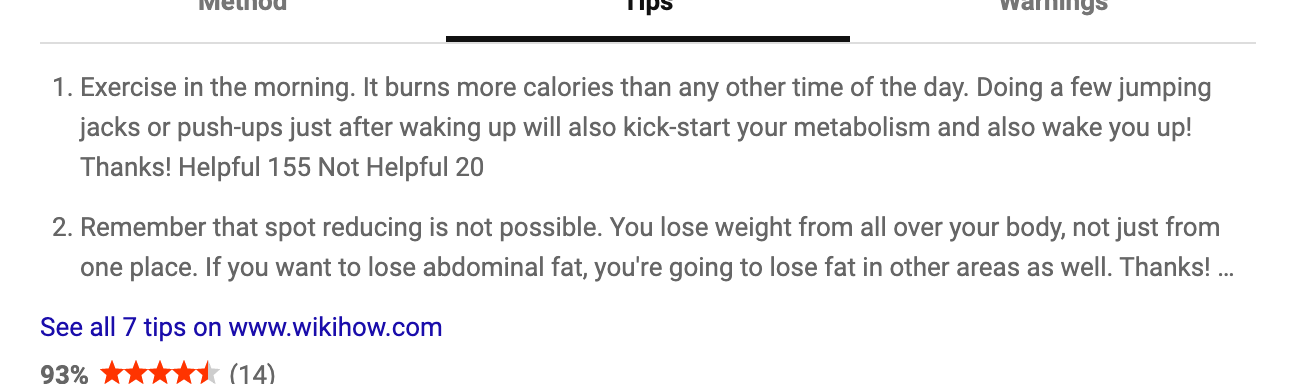 Method Tips Warnings
1. Exercise in the morning. It burns more calories than any other time of the day. Doing a few jumping
jacks or push-ups just after waking up will also kick-start your metabolism and also wake you up!
Thanks! Helpful 155 Not Helpful 20
2. Remember that spot reducing is not possible. You lose weight from all over your body, not just from
one place. If you want to lose abdominal fat, you're going to lose fat in other areas as well. Thanks! ...
See all 7 tips on www.wikihow.com
93% (14)